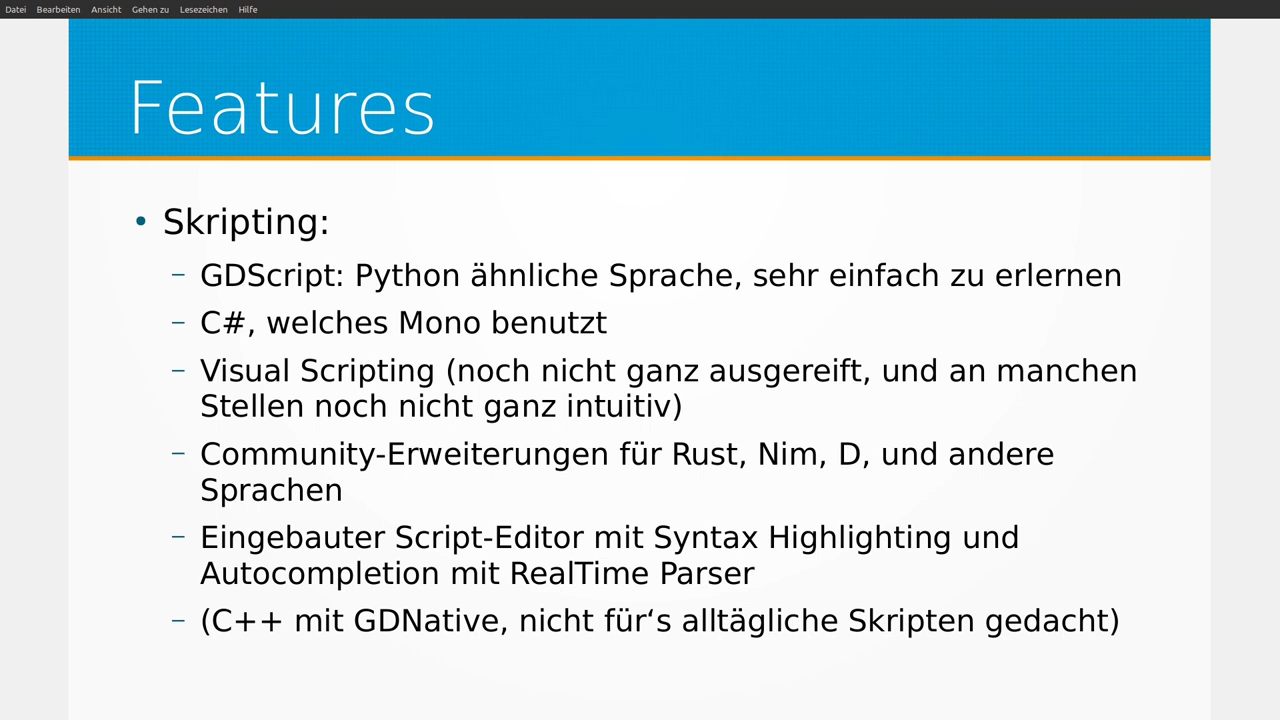 Datei Bearbeiten Ansicht Gehen zu Lesezeichen Hilfe
Features
• Skripting:
– GDScript: Python ähnliche Sprache, sehr einfach zu erlernen
– C#, welches Mono benutzt
– Visual Scripting (noch nicht ganz ausgereift, und an manchen
Stellen noch nicht ganz intuitiv)
– Community-Erweiterungen für Rust, Nim, D, und andere
Sprachen
– Eingebauter Script-Editor mit Syntax Highlighting und
Autocompletion mit RealTime Parser
– (C++ mit GDNative, nicht für‘s alltägliche Skripten gedacht)